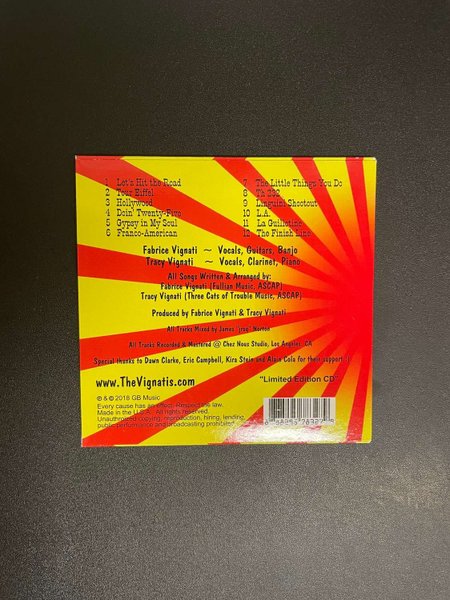 1 Let's Hit the Road
2 Tour Eiffel
3 Hollywood
4 Doin' Twenty-Five
5 Gypsy in My Soul
6 Franco-American
7 The Little Things You Do
8 Th 232
9 Linguini Shootout
10 L.A.
11 La Guillotine
12 The Finish Line
Fabrice Vignati ~ Vocals, Guitars, Banjo
Tracy Vignati ~ Vocals, Clarinet, Piano
All Songs Written & Arranged by:
Fabrice Vignati (Fullian Music, ASCAP)
Tracy Vignati (Three Cats of Trouble Music, ASCAP)
Produced by Fabrice Vignati & Tracy Vignati
All Tracks Mixed by James "jrag" Norton
All Tracks Recorded & Mastered @ Chez Nous Studio, Los Angeles, CA
Special thanks to Dawn Clarke, Eric Campbell, Kira Stein and Alain Cola for their support :)
www.TheVignatis.com
"Limited Edition CD"
℗ & © 2018 GB Music
Every cause has an effect. Respect the law.
Made in the U.S.A. All rights reserved.
Unauthorized copying, reproduction, hiring, lending,
public performance and broadcasting prohibited.